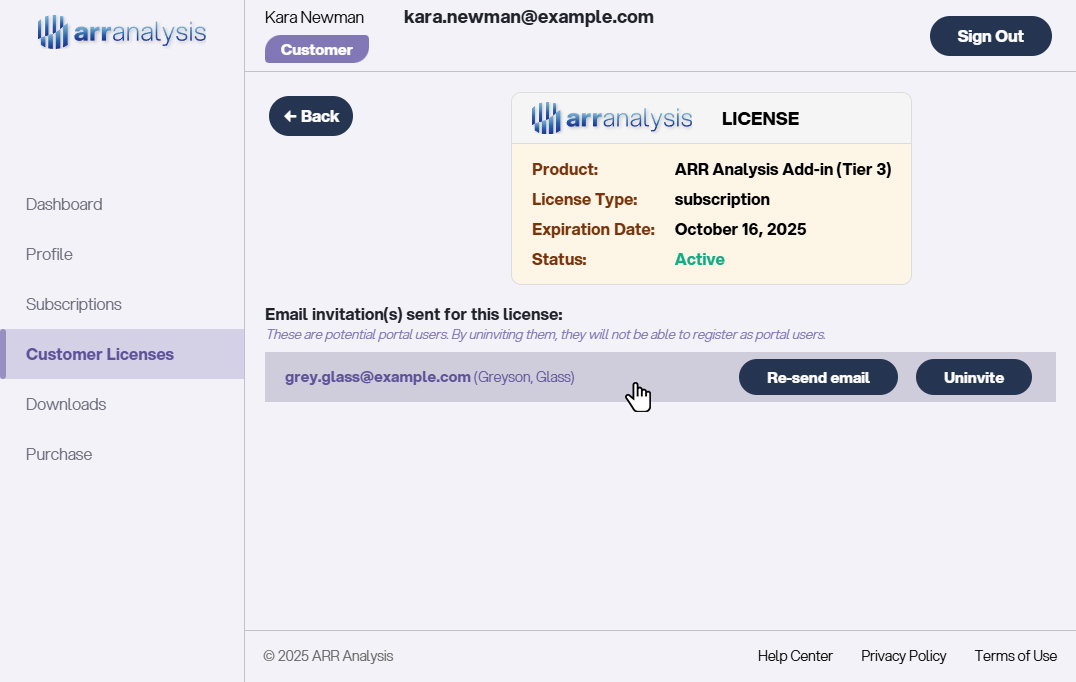 arranalysis
Kara Newman
kara.newman@example.com
Customer
Sign Out
Back
arranalysis
LICENSE
Product: ARR Analysis Add-in (Tier 3)
License Type: subscription
Expiration Date: October 16, 2025
Status: Active
Dashboard
Profile
Subscriptions
Customer Licenses
Downloads
Purchase
Email invitation(s) sent for this license:
These are potential portal users. By uninviting them, they will not be able to register as portal users.
grey.glass@example.com (Greyson, Glass)
Re-send email
Uninvite
© 2025 ARR Analysis
Help Center
Privacy Policy
Terms of Use